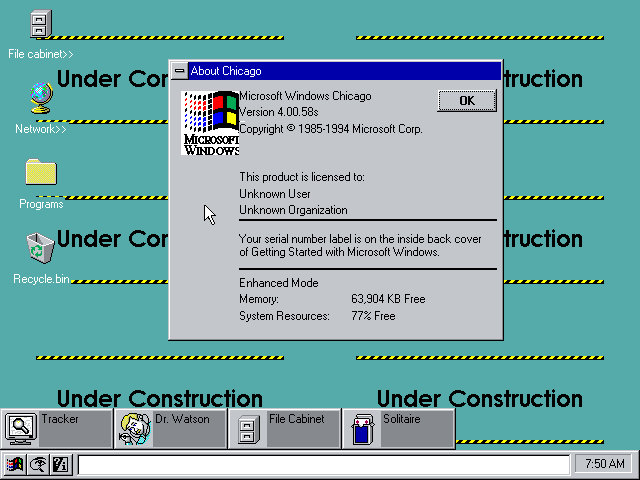 File cabinet>>
Under Con
struction
About Chicago
Microsoft Windows Chicago
Version 4.00.58s
Copyright © 1985-1994 Microsoft Corp.
OK
MICROSOFT
WINDOWS
Network>>
This product is licensed to:
Unknown User
Unknown Organization
Programs
Under Con
struction
Your serial number label is on the inside back cover
of Getting Started with Microsoft Windows.
Recycle.bin
Enhanced Mode
Memory: 63,904 KB Free
System Resources: 77% Free
Under Construction
Under Construction
Tracker
Dr. Watson
File Cabinet
Solitaire
7:50 AM